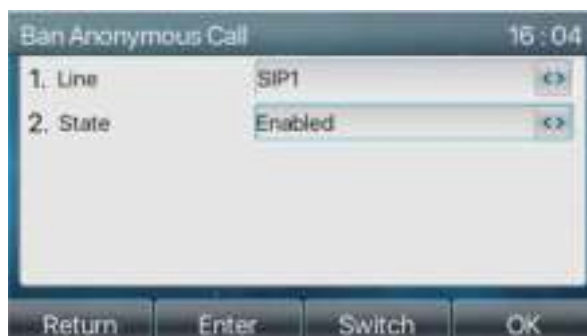 Ban Anonymous Call 16:04
1. Line SIP1 <>
2. State Enabled <>
Return Enter Switch OK